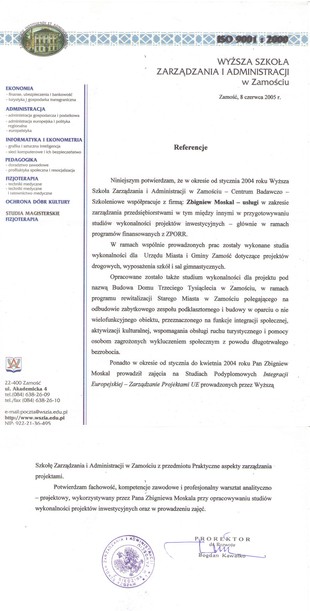 ISO 9001 : 2000
WYŻSZA SZKOŁA
ZARZĄDZANIA I ADMINISTRACJI
w Zamościu
Zamość, 8 czerwca 2005 r.
EKONOMIA
- finanse, ubezpieczenia i bankowość
- turystyka i gospodarka
ADMINISTRACJA
- administracja gospodarcza i podatkowa
- administracja europejska i polityka
regionalna
- europeistyka
INFORMATYKA I EKONOMETRIA
- grafika i animacja inteligentna
- sieci komputerowe i ich bezpieczeństwo
PEDAGOGIKA
- doradztwo zawodowe
- profilaktyka społeczna i resocjalizacja
FIZJOTERAPIA
- techniki medyczne
OCHRONA DÓBR KULTURY
STUDIA MAGISTERSKIE
FIZJOTERAPIA
22-400 Zamość
ul. Akademicka 4
tel.(084) 638-26-09
tel./fax (084) 638-26-10
e-mail:poczta@wszia.edu.pl
http://www.wszia.edu.pl
NIP: 922-21-36-495
Referencje
Niniejszym potwierdzam, że w okresie od stycznia 2004 roku Wyższa
Szkoła Zarządzania i Administracji w Zamościu – Centrum Badawczo –
Szkoleniowe współpracuje z firmą: Zbigniew Moskal – usługi w zakresie
zarządzania przedsiębiorstwami w tym między innymi w przygotowywaniu
studiów wykonalności projektów inwestycyjnych – głównie w ramach
programów finansowanych z ZPORR.
W ramach wspólnie prowadzonych prac zostały wykonane studia
wykonalności dla Urzędu Miasta i Gminy Zamość dotyczące projektów
drogowych, wyposażenia szkół i sal gimnastycznych.
Opracowane zostało także studium wykonalności dla projektu pod
nazwą Budowa Domu Trzeciego Tysiąclecia w Zamościu, w ramach
programu rewitalizacji Starego Miasta w Zamościu polegającego na
odbudowie zabytkowego zespołu podklasztornego i budowy w oparciu o nie
wielofunkcyjnego obiektu, przeznaczonego na funkcje integracji społecznej,
aktywizacji kulturalnej, wspomagania obsługi ruchu turystycznego i pomocy
osobom zagrożonych wykluczeniem społecznym z powodu długotrwałego
bezrobocia.
Ponadto w okresie od stycznia do kwietnia 2004 roku Pan Zbigniew
Moskal prowadził zajęcia na Studiach Podyplomowych Integracji
Europejskiej – Zarządzanie Projektami UE prowadzonych przez Wyższą
Szkołę Zarządzania i Administracji w Zamościu z przedmiotu Praktyczne aspekty zarządzania
projektami.
Potwierdzam fachowość, kompetencje zawodowe i profesjonalny warsztat analityczno
– projektowy, wykorzystywany przez Pana Zbigniewa Moskala przy opracowywaniu studiów
wykonalności projektów inwestycyjnych oraz w prowadzeniu zajęć.
PROREKTOR
ds Rozwoju
Bogdan Kawałko